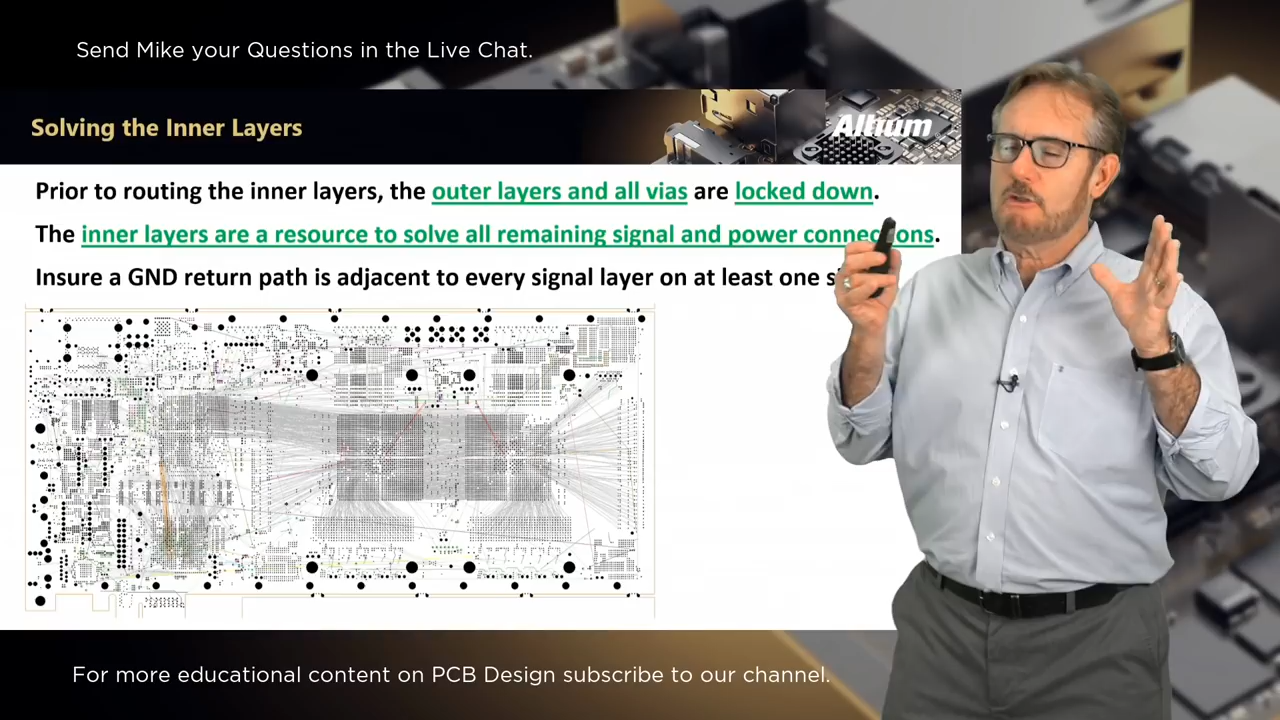 Send Mike your Questions in the Live Chat.
Solving the Inner Layers
Altium
Prior to routing the inner layers, the outer layers and all vias are locked down.
The inner layers are a resource to solve all remaining signal and power connections.
Insure a GND return path is adjacent to every signal layer on at least one
For more educational content on PCB Design subscribe to our channel.